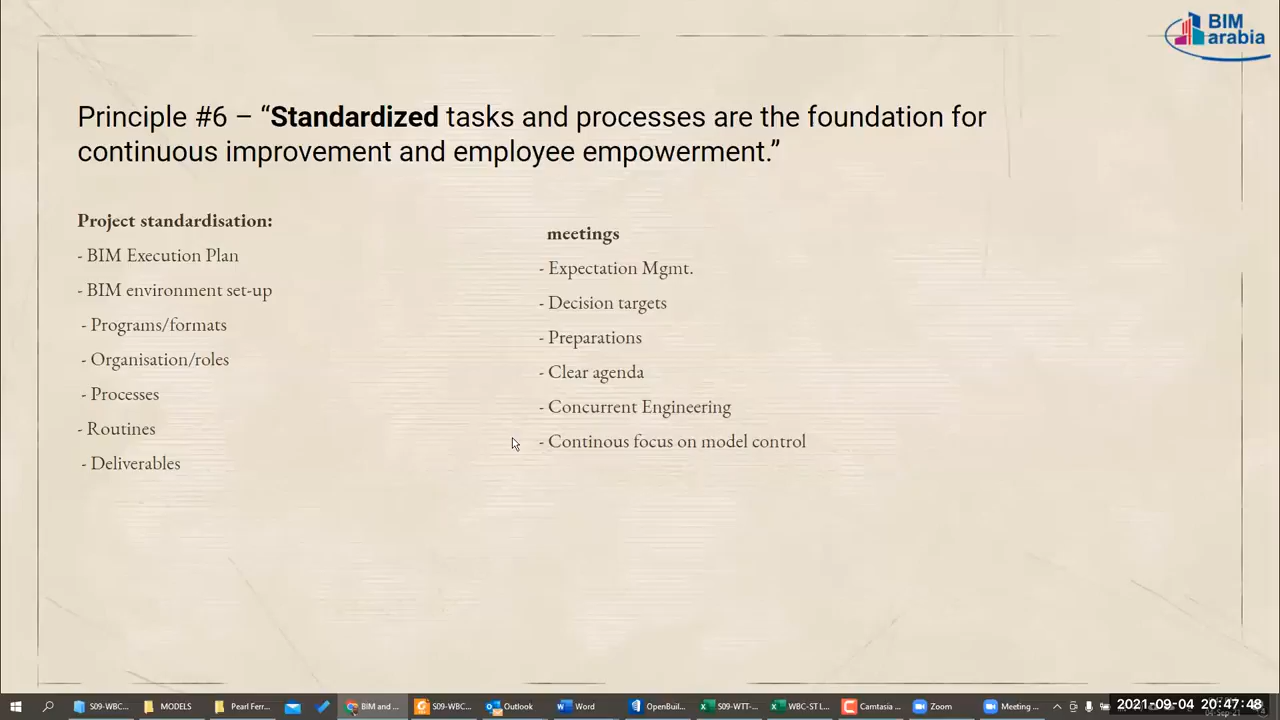 BIM
arabia
Principle #6 – “Standardized tasks and processes are the foundation for
continuous improvement and employee empowerment.”
Project standardisation:
- BIM Execution Plan
- BIM environment set-up
- Programs/formats
- Organisation/roles
- Processes
- Routines
- Deliverables
meetings
- Expectation Mgmt.
- Decision targets
- Preparations
- Clear agenda
- Concurrent Engineering
- Continous focus on model control
S09-WBC... MODELS Pearl Ferr... BIM and ... S09-WBC... Outlook Word OpenBuil... S09-WTT-... WBC-ST L... Camtasia ... Zoom Meeting ... 2021-09-04 20:47:48